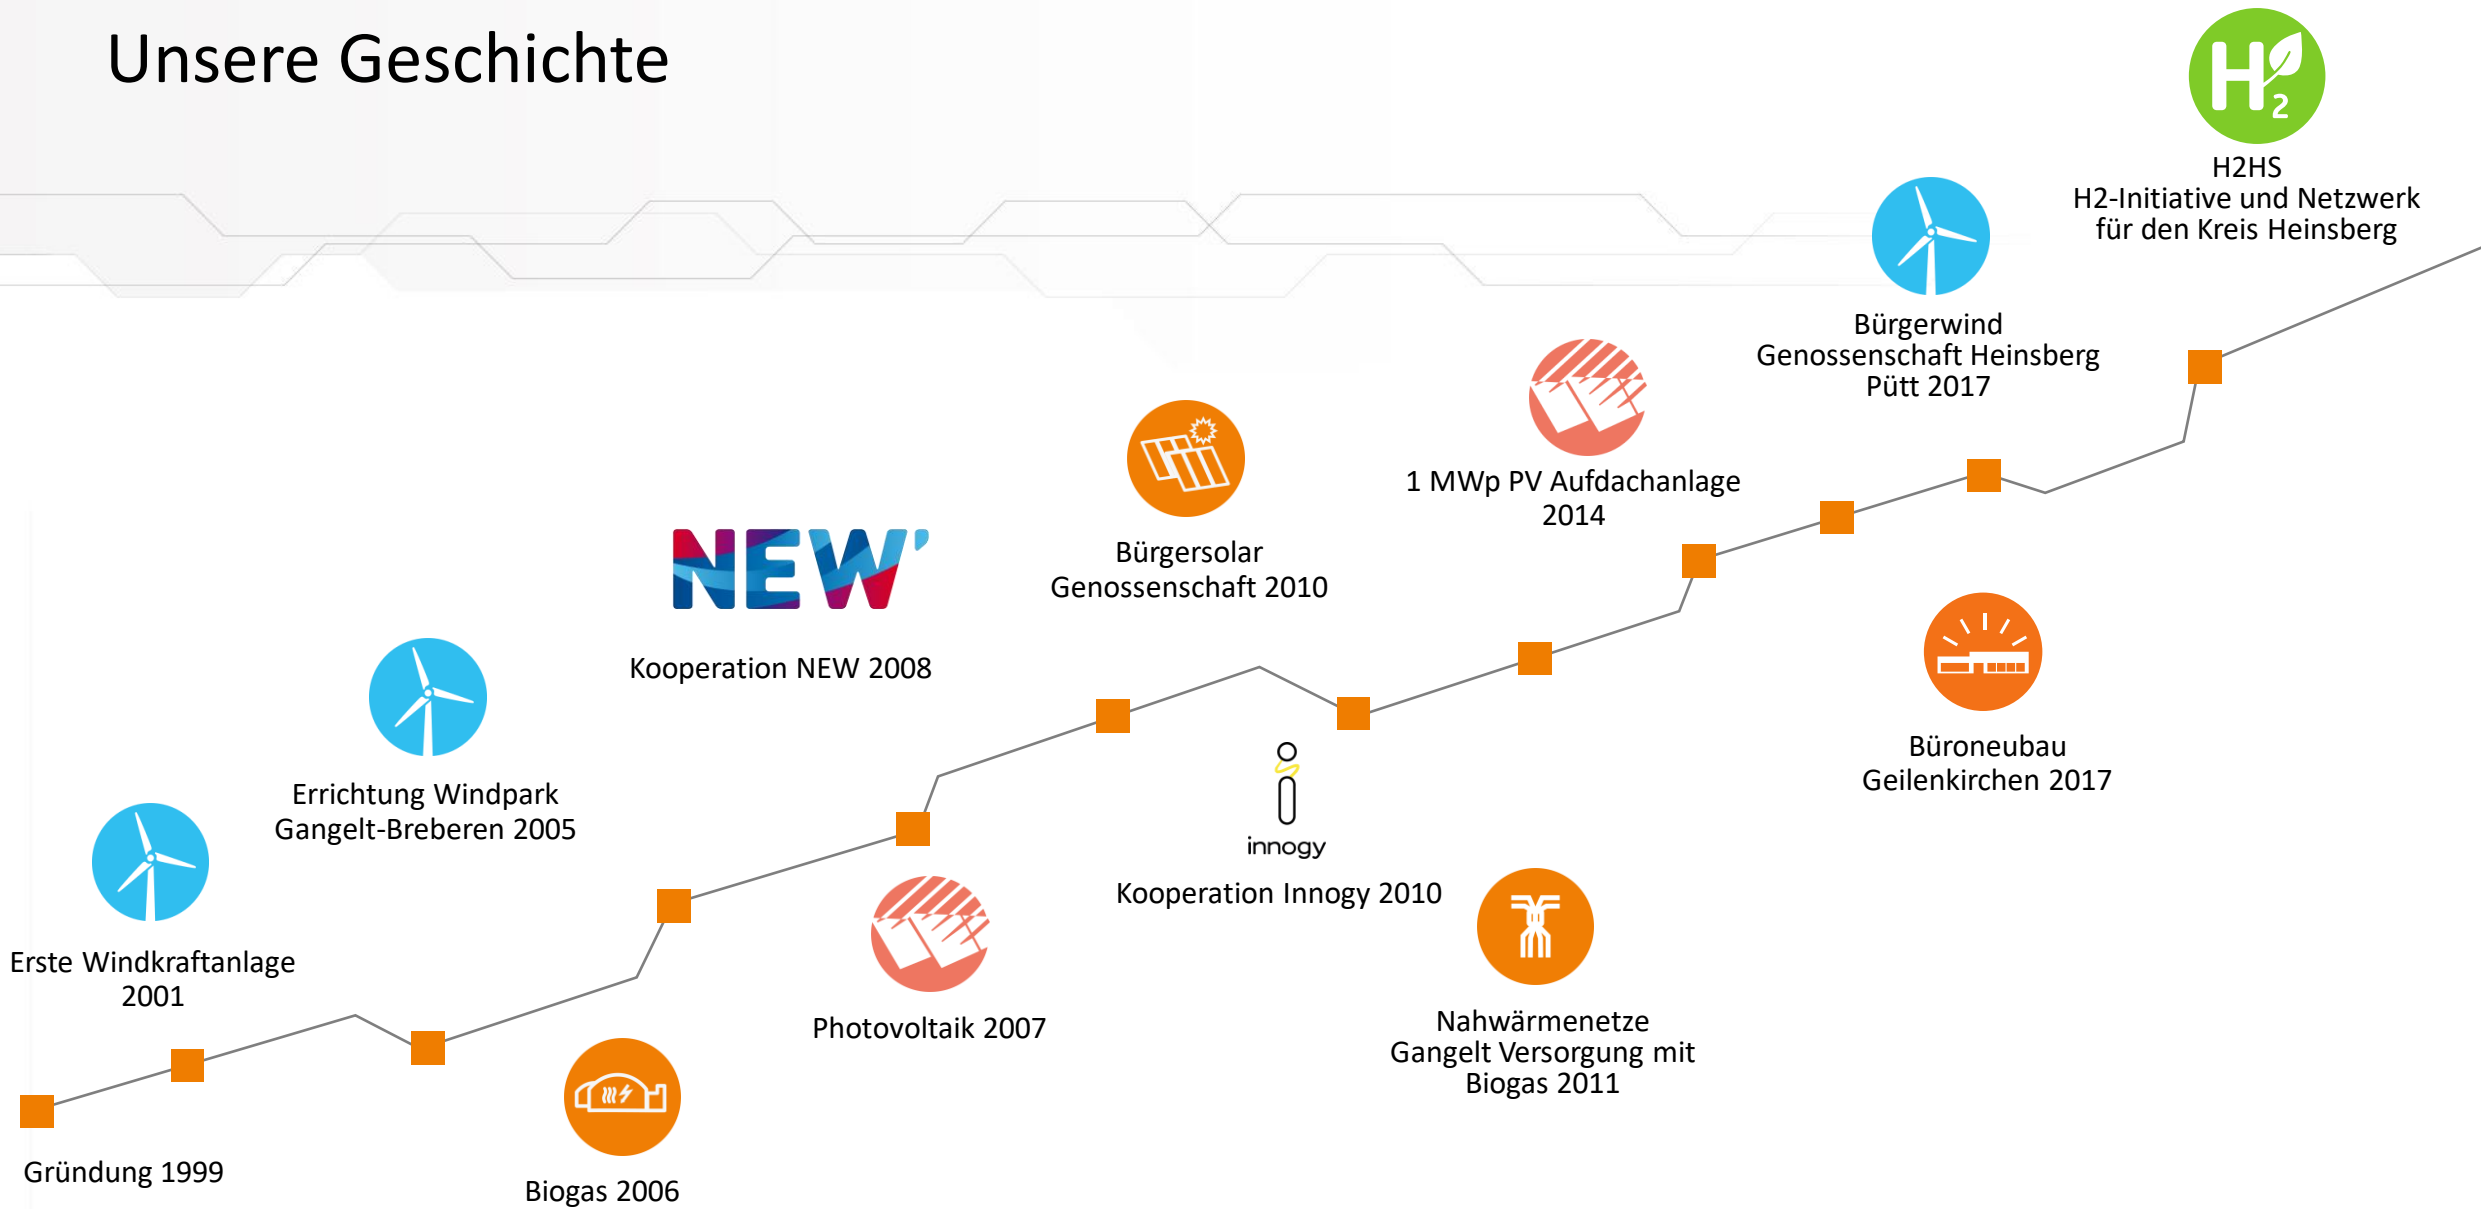 Unsere Geschichte
H2
H2HS
H2-Initiative und Netzwerk
für den Kreis Heinsberg
Bürgerwind
Genossenschaft Heinsberg
Pütt 2017
1 MWp PV Aufdachanlage
2014
Bürgersolar
Genossenschaft 2010
NEW'
Kooperation NEW 2008
Errichtung Windpark
Gangelt-Breberen 2005
Erste Windkraftanlage
2001
Gründung 1999
Biogas 2006
Photovoltaik 2007
innogy
Kooperation Innogy 2010
Nahwärmenetze
Gangelt Versorgung mit
Biogas 2011
Büroneubau
Geilenkirchen 2017